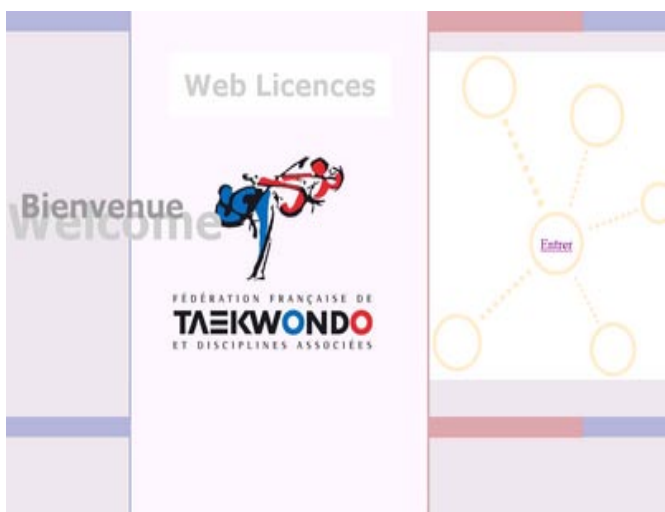 Web Licences
Bienvenue
Welcome
Entrer
FÉDÉRATION FRANÇAISE DE
TAEKWONDO
ET DISCIPLINES ASSOCIÉES